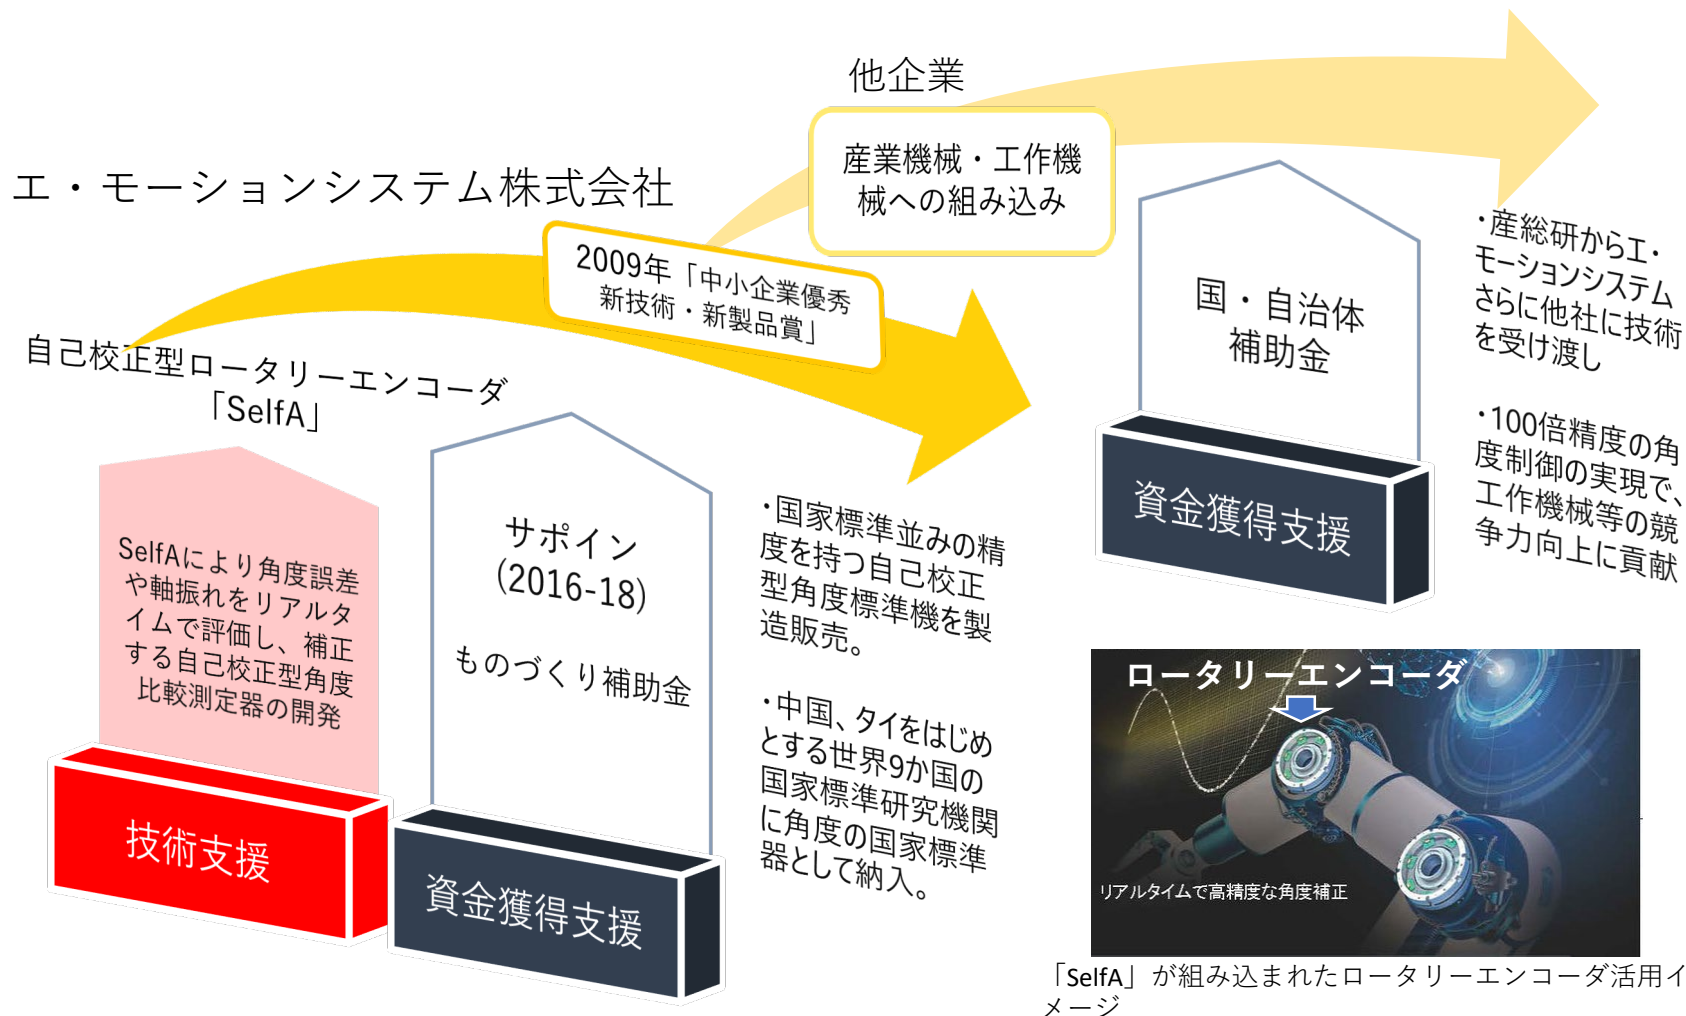 他企業
産業機械・工作機
械への組み込み
エ・モーションシステム株式会社
2009年「中小企業優秀
新技術・新製品賞」
自己校正型ロータリーエンコーダ
「SelfA」
SelfAにより角度誤差
や軸振れをリアルタ
イムで評価し、補正
する自己校正型角度
比較測定器の開発
技術支援
サポイン
(2016-18)
ものづくり補助金
資金獲得支援
・国家標準並みの精
度を持つ自己校正
型角度標準機を製
造販売。
・中国、タイをはじめ
とする世界9か国の
国家標準研究機関
に角度の国家標準
器として納入。
国・自治体
補助金
資金獲得支援
・産総研からエ・
モーションシステム
さらに他社に技術
を受け渡し
・100倍精度の角
度制御の実現で、
工作機械等の競
争力向上に貢献
ロータリーエンコーダ
リアルタイムで高精度な角度補正
「SelfA」が組み込まれたロータリーエンコーダ活用イ
メージ